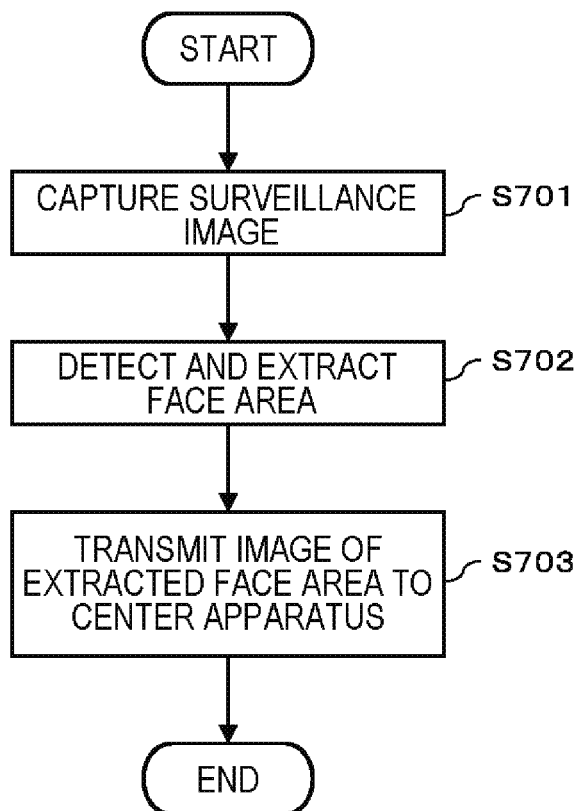 START
CAPTURE SURVEILLANCE
IMAGE
S701
DETECT AND EXTRACT
FACE AREA
S702
TRANSMIT IMAGE OF
EXTRACTED FACE AREA TO
CENTER APPARATUS
S703
END